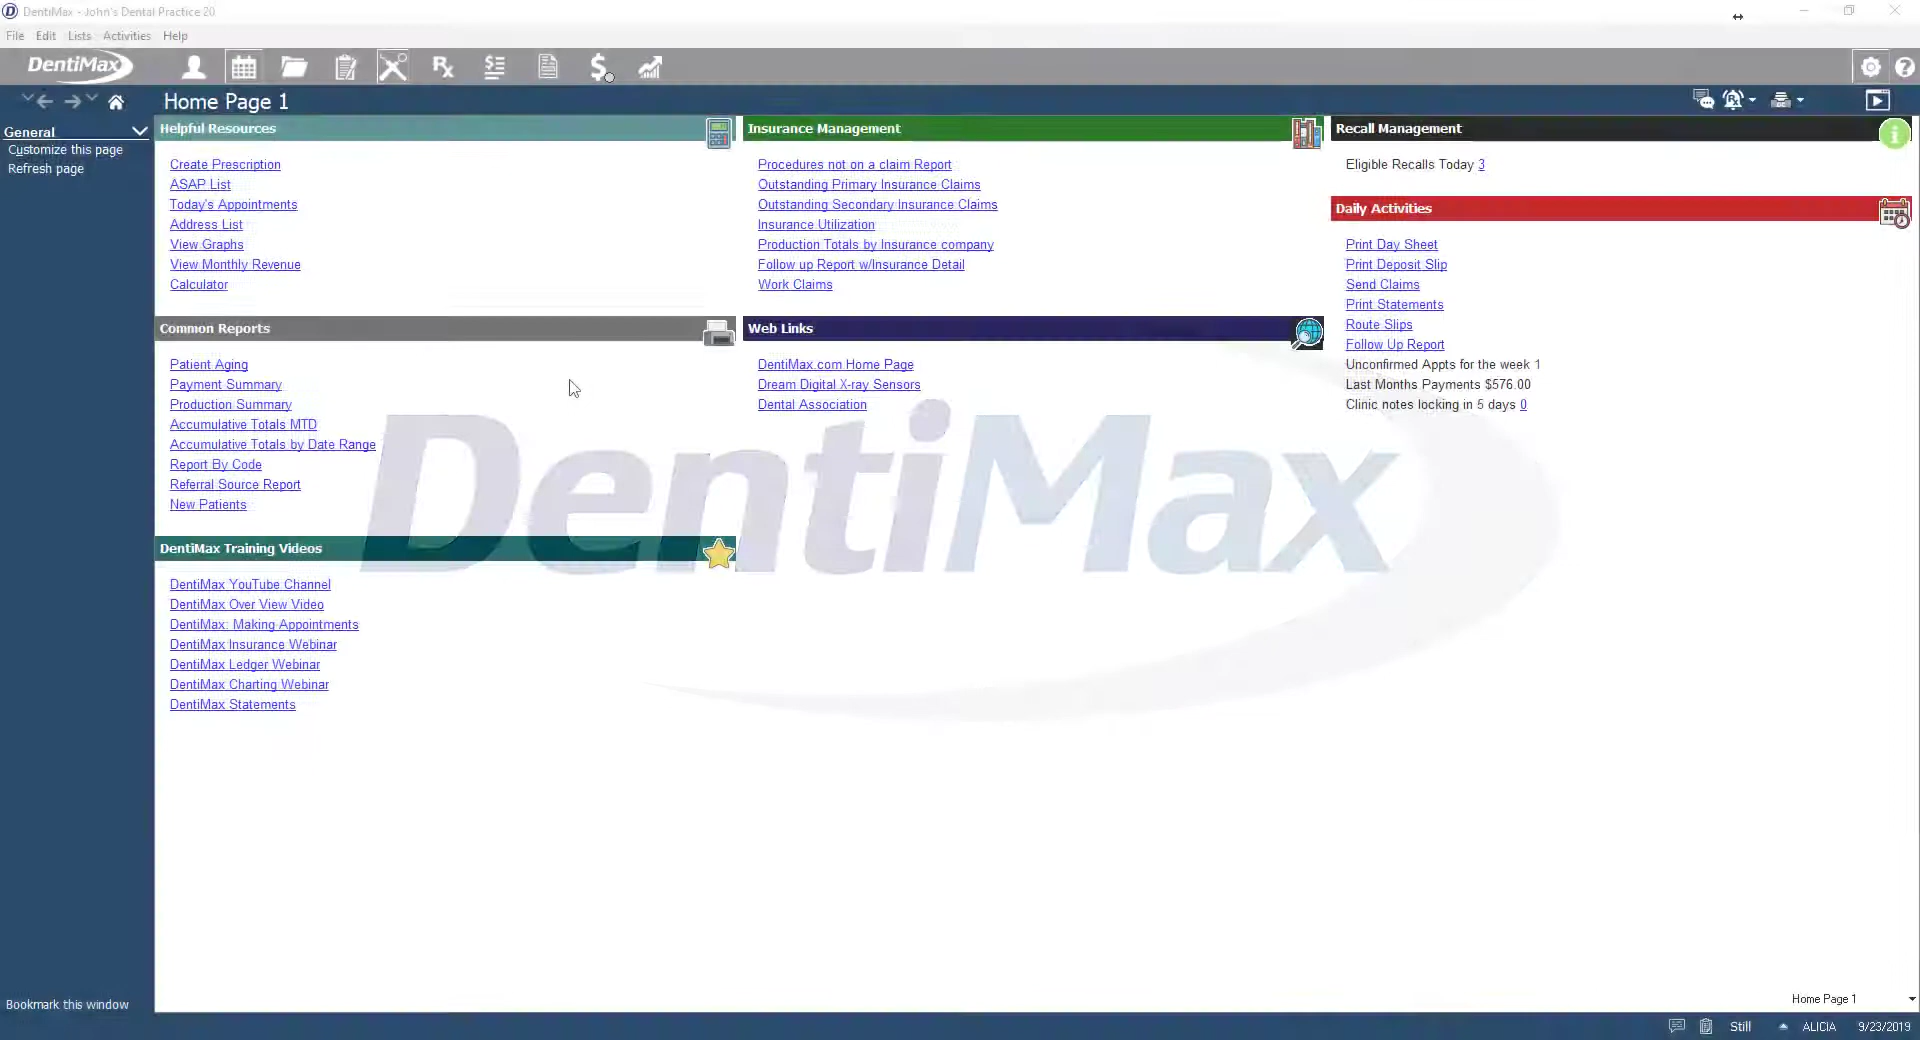 DentiMax - John's Dental Practice 20
File Edit Lists Activities Help
DentiMax
Home Page 1
General
Customize this page
Refresh page
Helpful Resources
Create Prescription
ASAP List
Today's Appointments
Address List
View Graphs
View Monthly Revenue
Calculator
Common Reports
Patient Aging
Payment Summary
Production Summary
Accumulative Totals MTD
Accumulative Totals by Date Range
Report By Code
Referral Source Report
New Patients
DentiMax Training Videos
DentiMax YouTube Channel
DentiMax Over View Video
DentiMax: Making Appointments
DentiMax Insurance Webinar
DentiMax Ledger Webinar
DentiMax Charting Webinar
DentiMax Statements
Insurance Management
Procedures not on a claim Report
Outstanding Primary Insurance Claims
Outstanding Secondary Insurance Claims
Insurance Utilization
Production Totals by Insurance company
Follow up Report w/Insurance Detail
Work Claims
Web Links
DentiMax.com Home Page
Dream Digital X-ray Sensors
Dental Association
Recall Management
Eligible Recalls Today 3
Daily Activities
Print Day Sheet
Print Deposit Slip
Send Claims
Print Statements
Route Slips
Follow Up Report
Unconfirmed Appts for the week 1
Last Months Payments $576.00
Clinic notes locking in 5 days 0
DentiMax
Bookmark this window
Home Page 1
Still ALICIA 9/23/2019